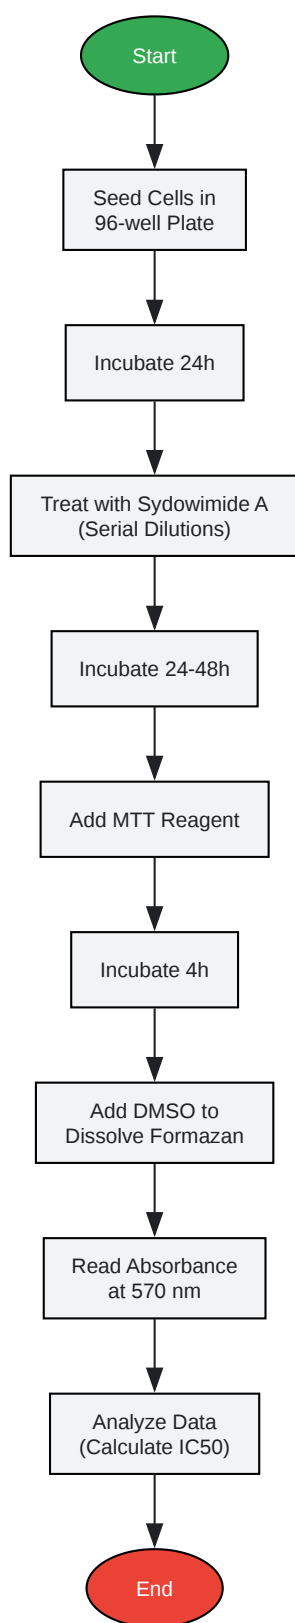 Start
Seed Cells in
96-well Plate
Incubate 24h
Treat with Sydowimide A
(Serial Dilutions)
Incubate 24-48h
Add MTT Reagent
Incubate 4h
Add DMSO to
Dissolve Formazan
Read Absorbance
at 570 nm
Analyze Data
(Calculate IC50)
End